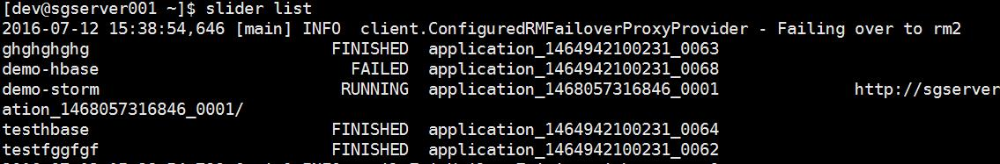 [dev@sgserver001 ~]$ slider list
2016-07-12 15:38:54,646 [main] INFO  client.ConfiguredRMFailoverProxyProvider - Failing over to rm2
ghghghghg                        FINISHED  application_1464942100231_0063
demo-hbase                         FAILED  application_1464942100231_0068
demo-storm                        RUNNING  application_1468057316846_0001             http://sgserver
ation_1468057316846_0001/
testhbase                        FINISHED  application_1464942100231_0064
testfggfgf                       FINISHED  application_1464942100231_0062